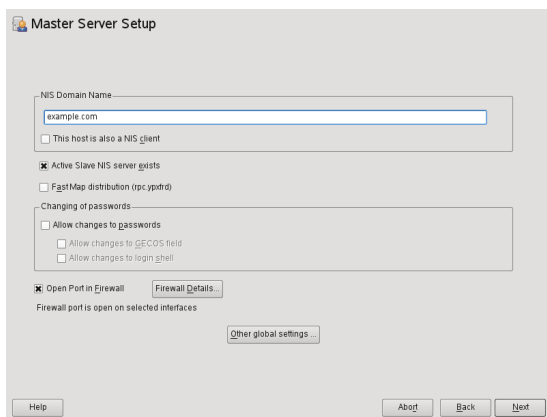 Master Server Setup
NIS Domain Name
example.com
This host is also a NIS client
Active Slave NIS server exists
Fast Map distribution (rpc.ypxfrd)
Changing of passwords
Allow changes to passwords
Allow changes to GECOS field
Allow changes to login shell
Open Port in Firewall Firewall Details...
Firewall port is open on selected interfaces
Other global settings ...
Help Abort Back Next